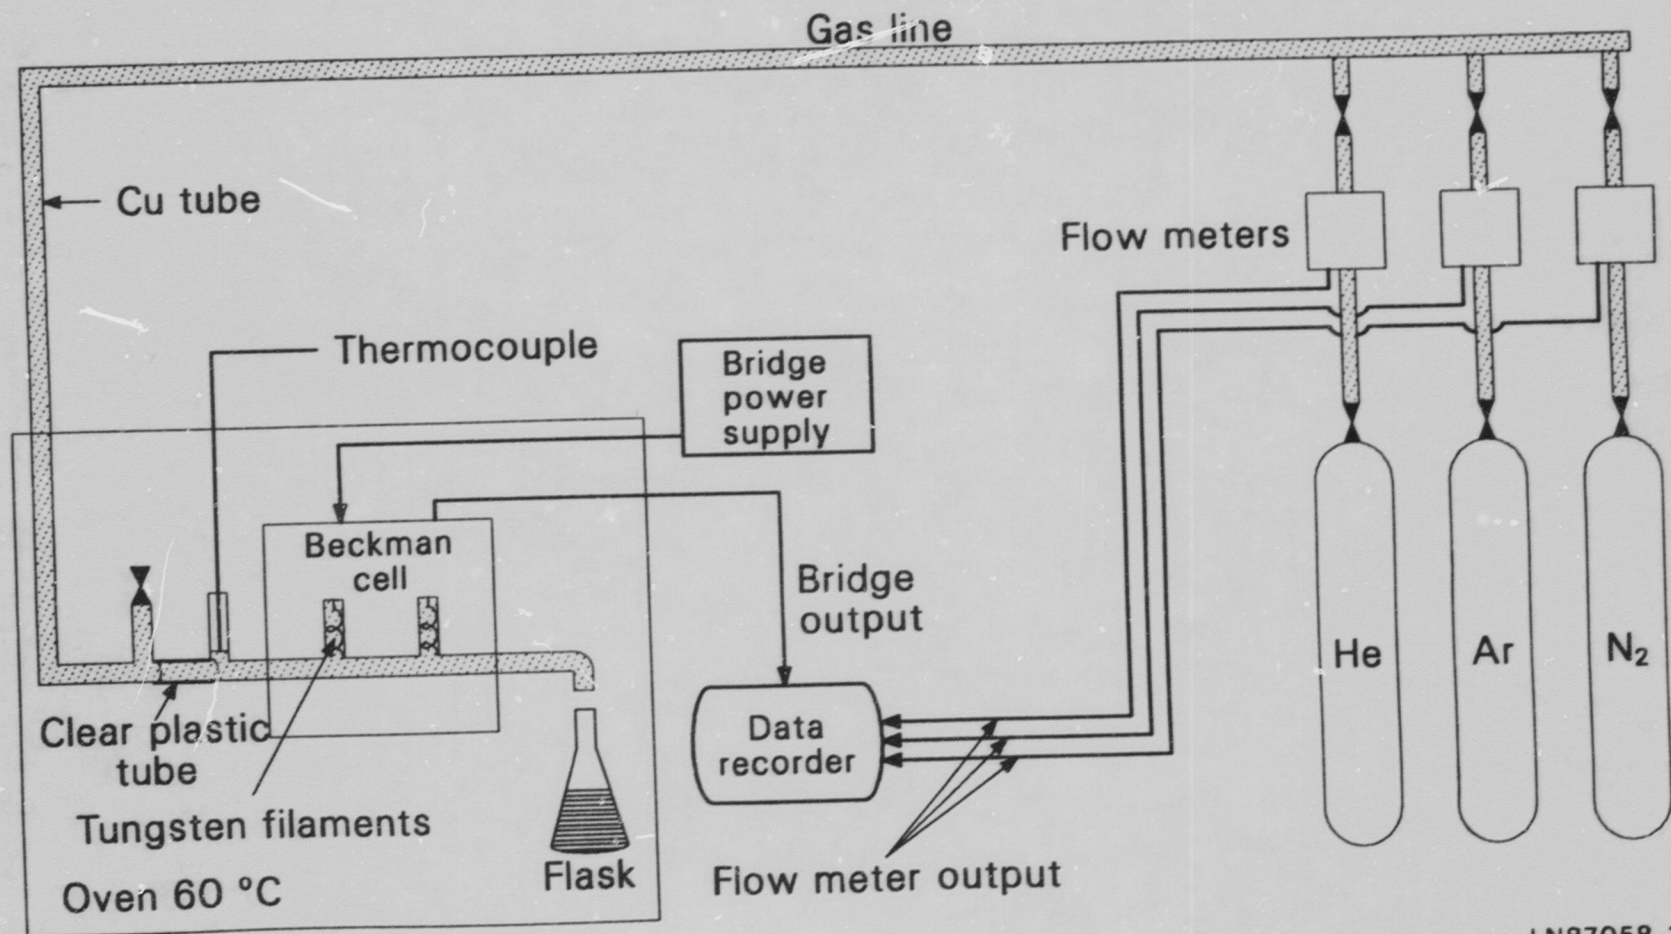 Gas line
Cu tube
Flow meters
Thermocouple
Bridge
power
supply
Beckman
cell
Bridge
output
He
Ar
N₂
Clear plastic
tube
Data
recorder
Tungsten filaments
Flask
Flow meter output
Oven 60 °C